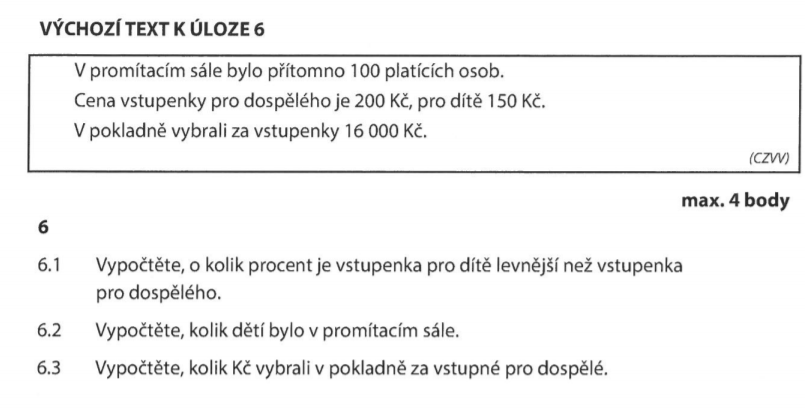 VÝCHOZÍ TEXT K ÚLOZE 6
V promítacím sále bylo přítomno 100 platících osob.
Cena vstupenky pro dospělého je 200 Kč, pro dítě 150 Kč.
V pokladně vybrali za vstupenky 16 000 Kč.
(CZVV)
max. 4 body
6
6.1 Vypočtěte, o kolik procent je vstupenka pro dítě levnější než vstupenka
pro dospělého.
6.2 Vypočtěte, kolik dětí bylo v promítacím sále.
6.3 Vypočtěte, kolik Kč vybrali v pokladně za vstupné pro dospělé.